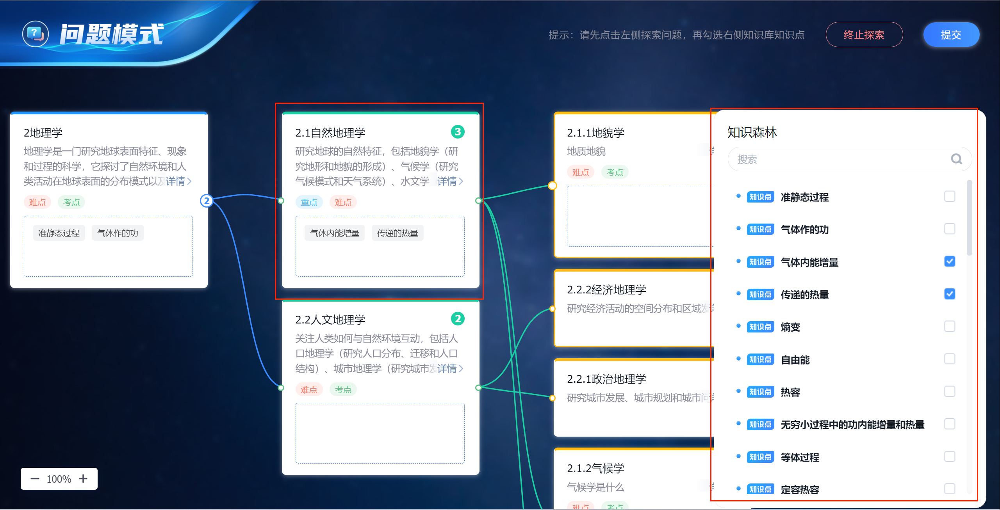 问题模式
提示：请先点击左侧探索问题，再勾选右侧知识库知识点
终止探索
提交
2地理学
地理学是一门研究地球表面特征、现象
和过程的科学，它探讨了自然环境和人
类活动在地球表面的分布模式以及详情
难点 考点
准静态过程 气体作的功
2
2.1自然地理学 3
研究地球的自然特征，包括地貌学（研
究地形和地貌的形成）、气候学（研究
气候模式和天气系统）、水文学 详情
重点 难点
气体内能增量 传递的热量
2.2人文地理学 2
关注人类如何与自然环境互动，包括人
口地理学（研究人口分布、迁移和人口
结构）、城市地理学（研究城市发详情
难点 考点
2.1.1地貌学
地质地貌
难点 考点
2.2.2经济地理学
研究经济活动的空间分布和区域发
2.2.1政治地理学
研究城市发展、城市规划和城市问
2.1.2气候学
气候学是什么
难点 考点
知识森林
搜索
知识点 准静态过程
知识点 气体作的功
知识点 气体内能增量
知识点 传递的热量
知识点 熵变
知识点 自由能
知识点 热容
知识点 无穷小过程中的功内能增量和热量
知识点 等体过程
知识点 定容热容
100%